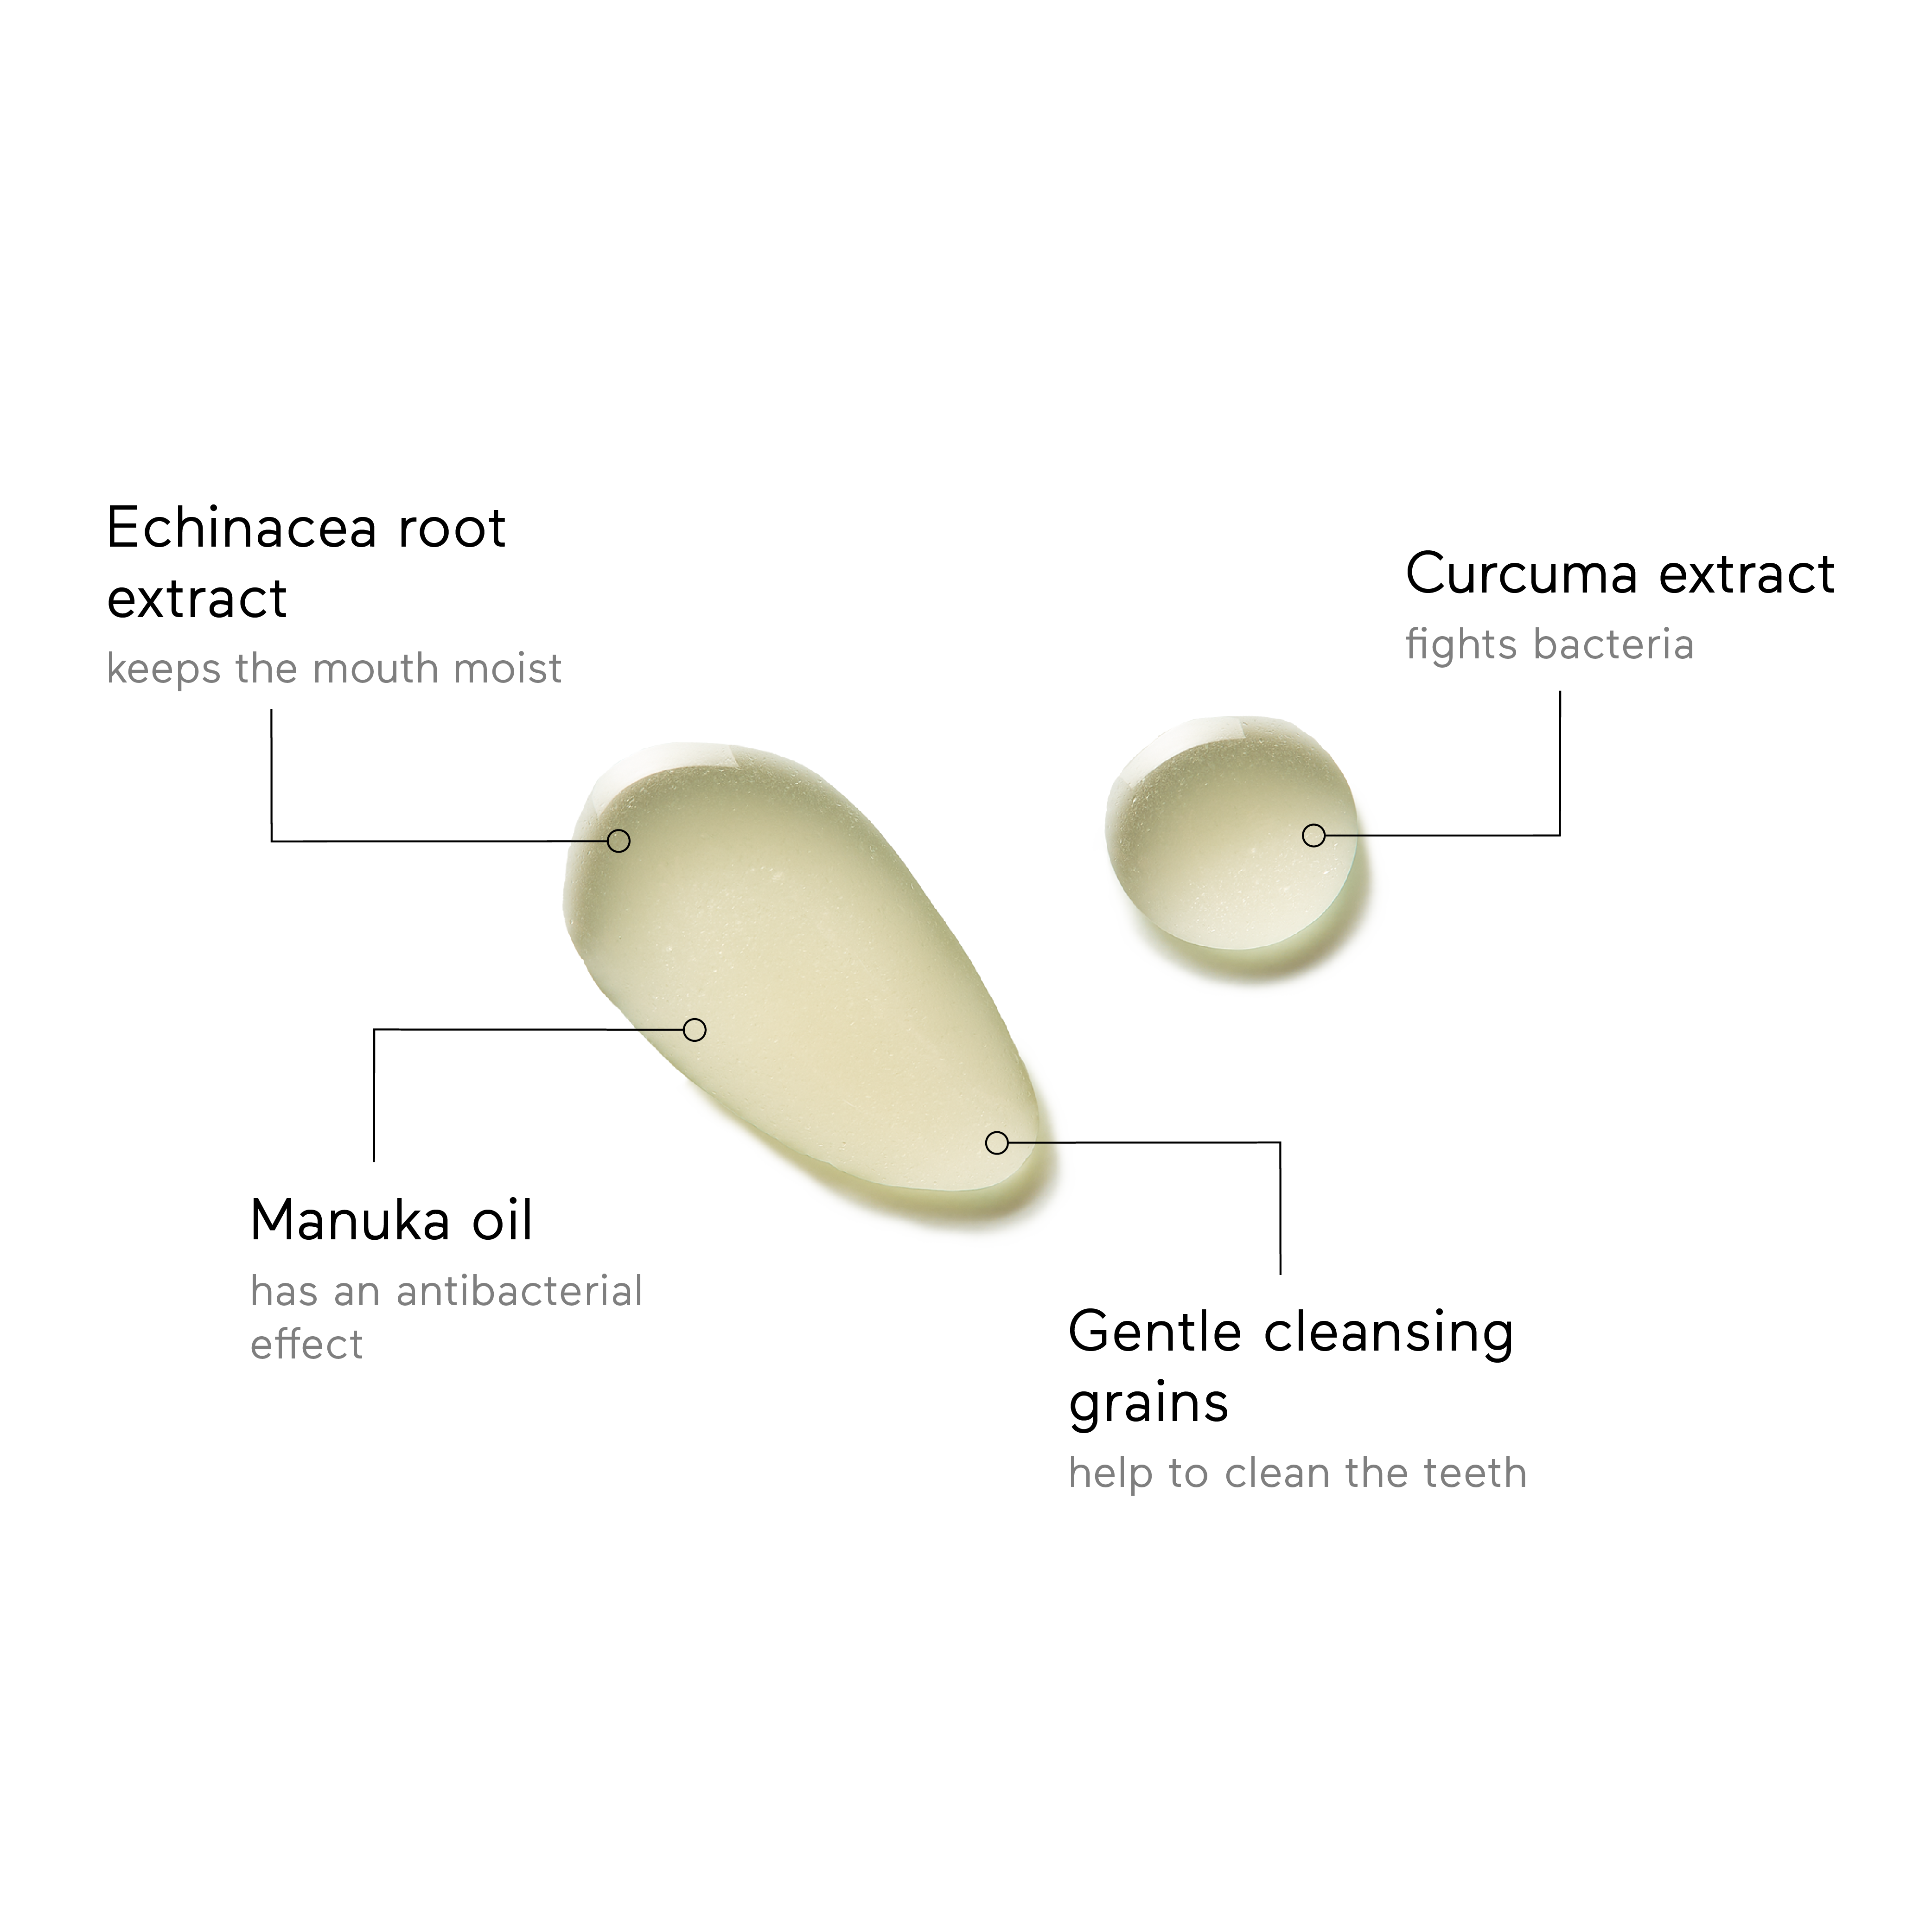 Echinacea root
extract
keeps the mouth moist
Curcuma extract
fights bacteria
Manuka oil
has an antibacterial
effect
Gentle cleansing
grains
help to clean the teeth